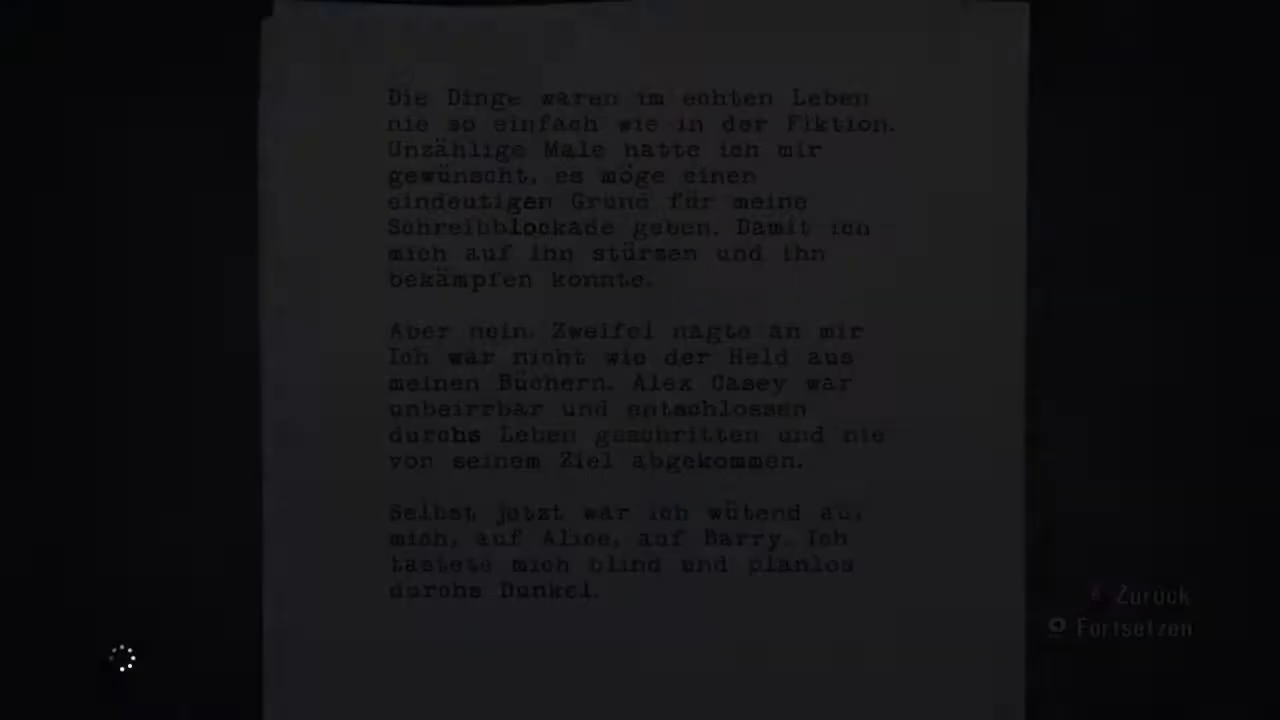 Die Dinge waren im echten Leben
nie so einfach wie in der Fiktion.
Unzählige Male hatte ich mir
gewünscht, es möge einen
eindeutigen Grund für meine
Schreibblockade geben. Damit ich
mich auf ihn stürzen und ihn
bekämpfen konnte.
Aber nein. Zweifel nagte an mir
Ich war nicht wie der Held aus
meinen Büchern. Alex Casey war
unbeirrbar und entschlossen
durchs Leben geschritten und nie
von seinem Ziel abgekommen.
Selbst jetzt war ich wütend auf
mich, auf Alice, auf Barry. Ich
tastete mich blind und planlos
durchs Dunkel.
Zurück
Fortsetzen